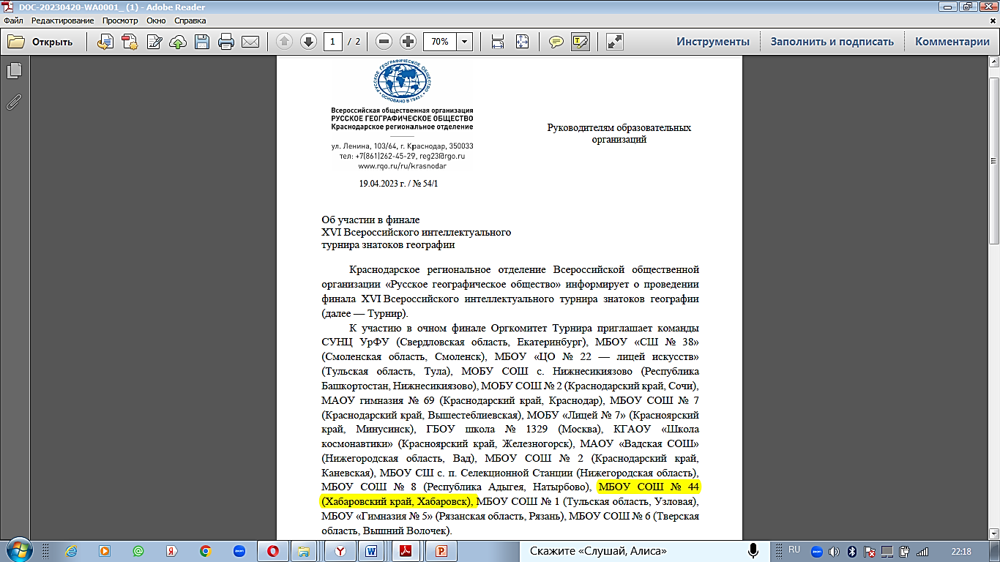 DOC-20230420-WA0001_ (1) - Adobe Reader
Файл Редактирование Просмотр Окно Справка
Открыть 1 / 2 70% Инструменты Заполнить и подписать Комментарии
РУССКОЕ ГЕОГРАФИЧЕСКОЕ ОБЩЕСТВО
• ОСНОВАНО В 1845 г. •
Всероссийская общественная организация
РУССКОЕ ГЕОГРАФИЧЕСКОЕ ОБЩЕСТВО
Краснодарское региональное отделение
ул. Ленина, 103/64, г. Краснодар, 350033
тел: +7(861)262-45-29, reg23@rgo.ru
www.rgo.ru/ru/krasnodar
19.04.2023 г. / № 54/1
Руководителям образовательных
организаций
Об участии в финале
XVI Всероссийского интеллектуального
турнира знатоков географии
Краснодарское региональное отделение Всероссийской общественной
организации «Русское географическое общество» информирует о проведении
финала XVI Всероссийского интеллектуального турнира знатоков географии
(далее — Турнир).
К участию в очном финале Оргкомитет Турнира приглашает команды
СУНЦ УрФУ (Свердловская область, Екатеринбург), МБОУ «СШ № 38»
(Смоленская область, Смоленск), МБОУ «ЦО № 22 — лицей искусств»
(Тульская область, Тула), МОБУ СОШ с. Нижнесикиязово (Республика
Башкортостан, Нижнесикиязово), МОБУ СОШ № 2 (Краснодарский край, Сочи),
МАОУ гимназия № 69 (Краснодарский край, Краснодар), МБОУ СОШ № 7
(Краснодарский край, Вышестеблиевская), МОБУ «Лицей № 7» (Красноярский
край, Минусинск), ГБОУ школа № 1329 (Москва), КГАОУ «Школа
космонавтики» (Красноярский край, Железногорск), МАОУ «Вадская СОШ»
(Нижегородская область, Вад), МБОУ СОШ № 2 (Краснодарский край,
Каневская), МБОУ СШ с. п. Селекционной Станции (Нижегородская область),
МБОУ СОШ № 8 (Республика Адыгея, Натырбово), МБОУ СОШ № 44
(Хабаровский край, Хабаровск), МБОУ СОШ № 1 (Тульская область, Узловая),
МБОУ «Гимназия № 5» (Рязанская область, Рязань), МБОУ СОШ № 6 (Тверская
область, Вышний Волочек).
Скажите «Слушай, Алиса» RU 22:18